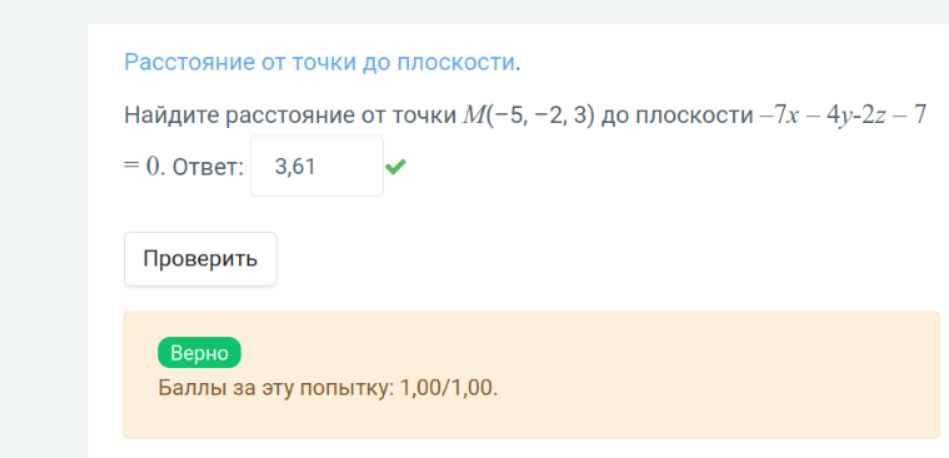 Расстояние от точки до плоскости.
Найдите расстояние от точки M(−5, −2, 3) до плоскости −7x − 4y-2z − 7
= 0. Ответ: 3,61
Проверить
Верно
Баллы за эту попытку: 1,00/1,00.